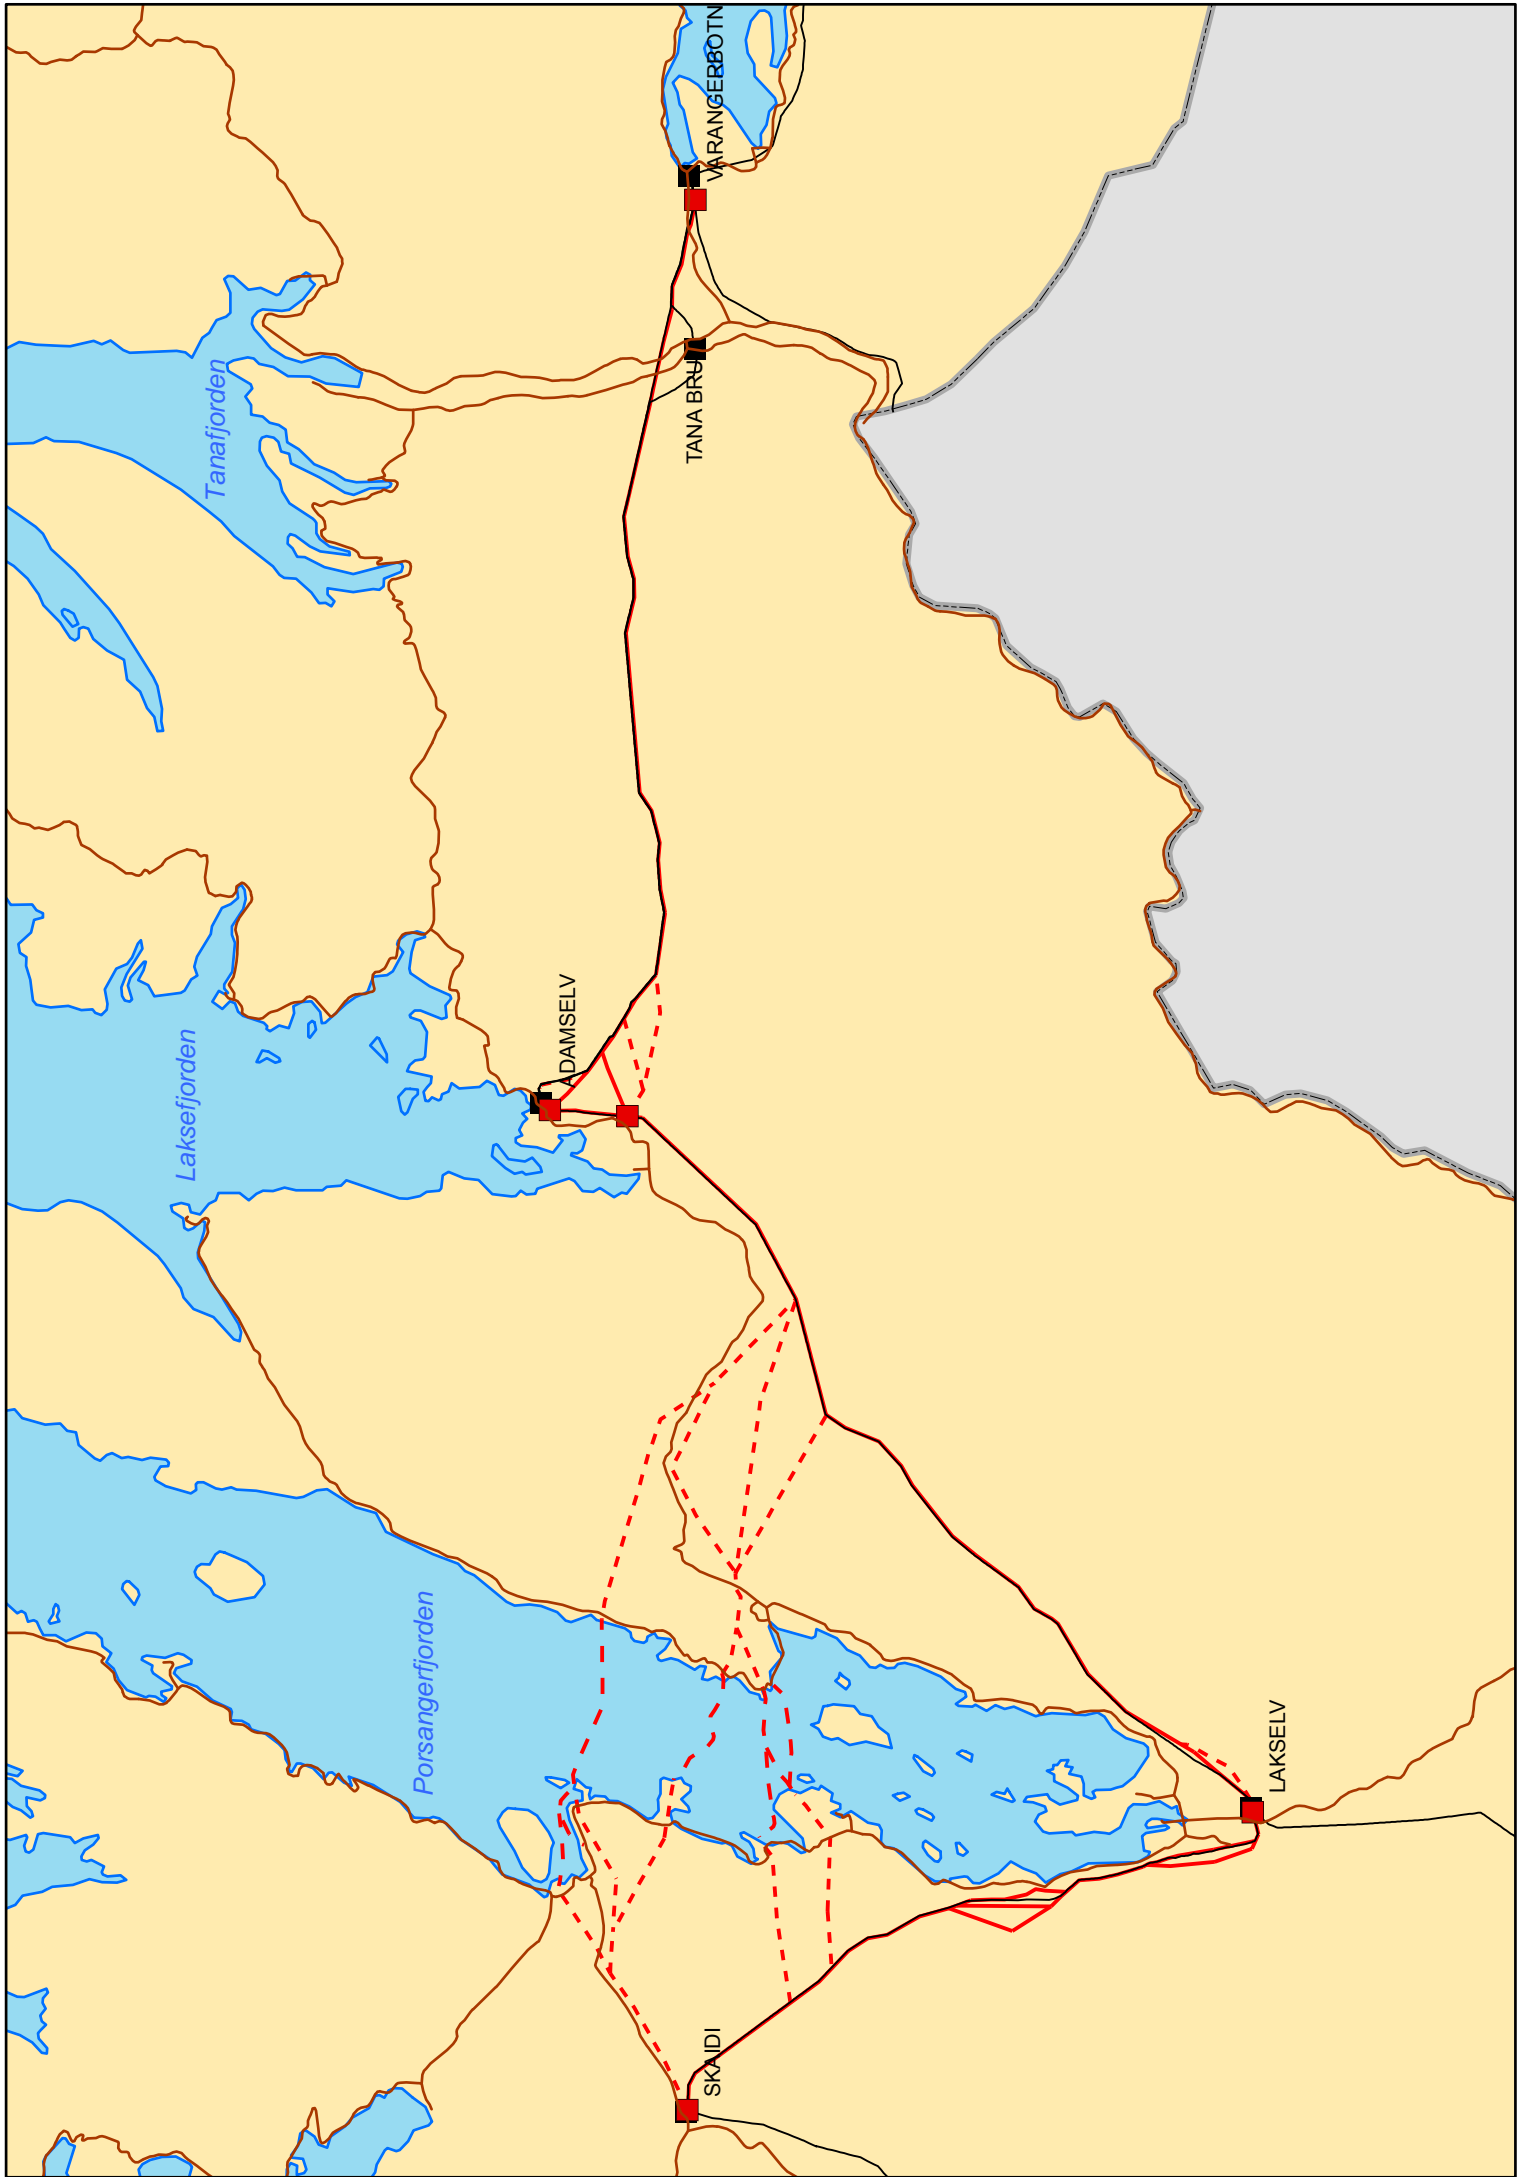 Porsangerfjorden
Laksefjorden
Tanafjorden
SKAIDI
LAKSELV
ADAMSELV
TANA BRU
VARANGERBOTN